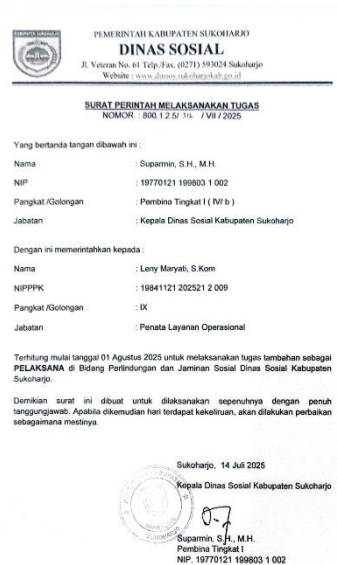 PEMERINTAH KABUPATEN SUKOHARJO
DINAS SOSIAL
Jl. Veteran No. 61 Telp./Fax. (0271) 593024 Sukoharjo
Website : www.dinsos.sukoharjokab.go.id
SURAT PERINTAH MELAKSANAKAN TUGAS
NOMOR : 800.1.2.5/ / VII / 2025
Yang bertanda tangan dibawah ini :
Nama : Suparmin, S.H., M.H.
NIP : 19770121 199803 1 002
Pangkat /Golongan : Pembina Tingkat I ( IV/ b )
Jabatan : Kepala Dinas Sosial Kabupaten Sukoharjo
Dengan ini memerintahkan kepada :
Nama : Leny Maryati, S.Kom
NIPPPK : 19841121 202521 2 009
Pangkat /Golongan : IX
Jabatan : Penata Layanan Operasional
Terhitung mulai tanggal 01 Agustus 2025 untuk melaksanakan tugas tambahan sebagai
PELAKSANA di Bidang Perlindungan dan Jaminan Sosial Dinas Sosial Kabupaten
Sukoharjo.
Demikian surat ini dibuat untuk dilaksanakan sepenuhnya dengan penuh
tanggungjawab. Apabila dikemudian hari terdapat kekeliruan, akan dilakukan perbaikan
sebagaimana mestinya.
Sukoharjo, 14 Juli 2025
Kepala Dinas Sosial Kabupaten Sukoharjo
Suparmin, S.H., M.H.
Pembina Tingkat I
NIP. 19770121 199803 1 002